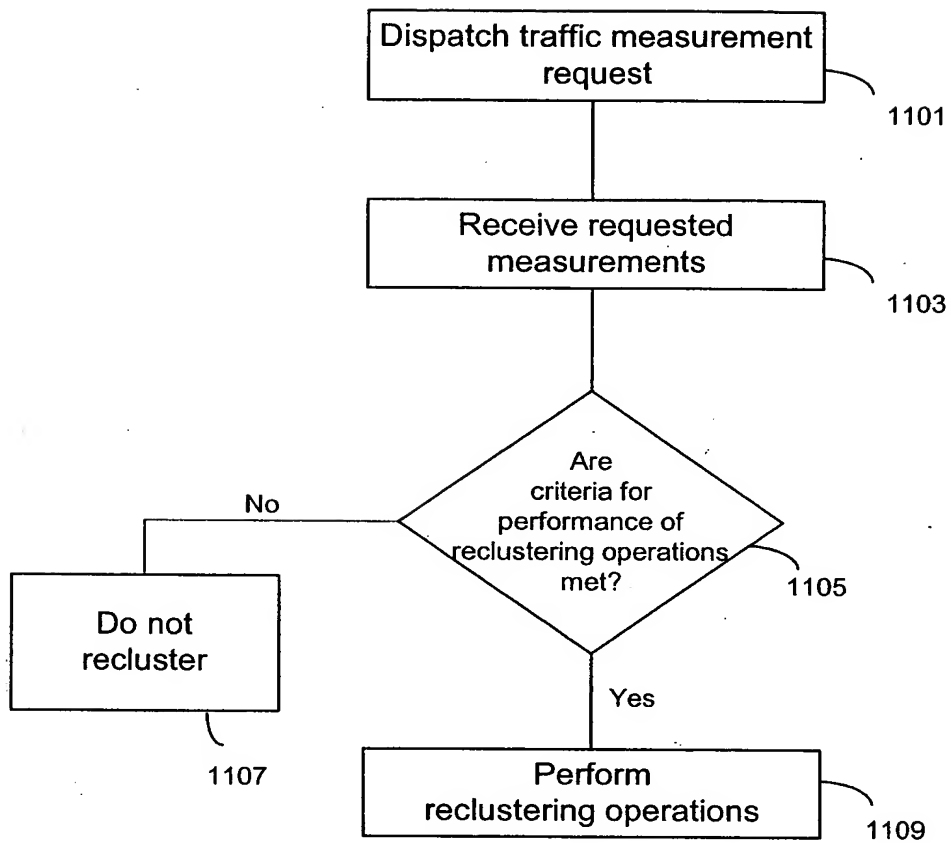 Dispatch traffic measurement
request
1101
Receive requested
measurements
1103
Are
criteria for
performance of
reclustering operations
met?
1105
No
Do not
recluster
1107
Yes
Perform
reclustering operations
1109